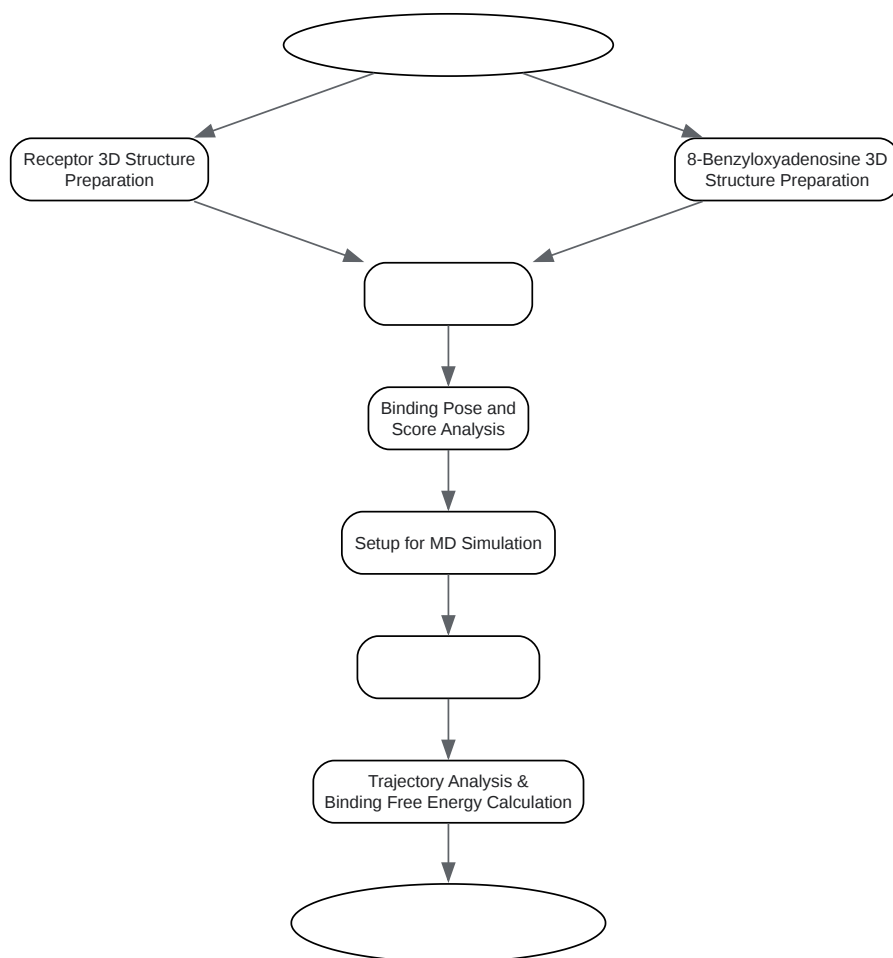 Receptor 3D Structure
Preparation
8-Benzyloxyadenosine 3D
Structure Preparation
Binding Pose and
Score Analysis
Setup for MD Simulation
Trajectory Analysis &
Binding Free Energy Calculation